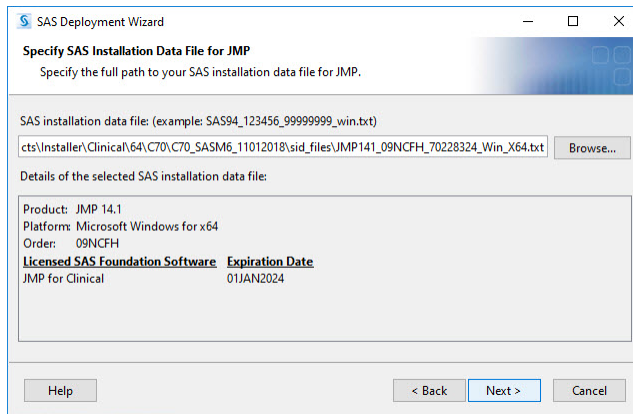 SAS Deployment Wizard
Specify SAS Installation Data File for JMP
Specify the full path to your SAS installation data file for JMP.
SAS installation data file: (example: SAS94_123456_99999999_win.txt)
cts\Installer\Clinical\64\C70\C70_SASM6_11012018\sid_files\JMP141_09NCFH_70228324_Win_X64.txt
Browse...
Details of the selected SAS installation data file:
Product: JMP 14.1
Platform: Microsoft Windows for x64
Order: 09NCFH
Licensed SAS Foundation Software Expiration Date
JMP for Clinical 01JAN2024
Help < Back Next > Cancel